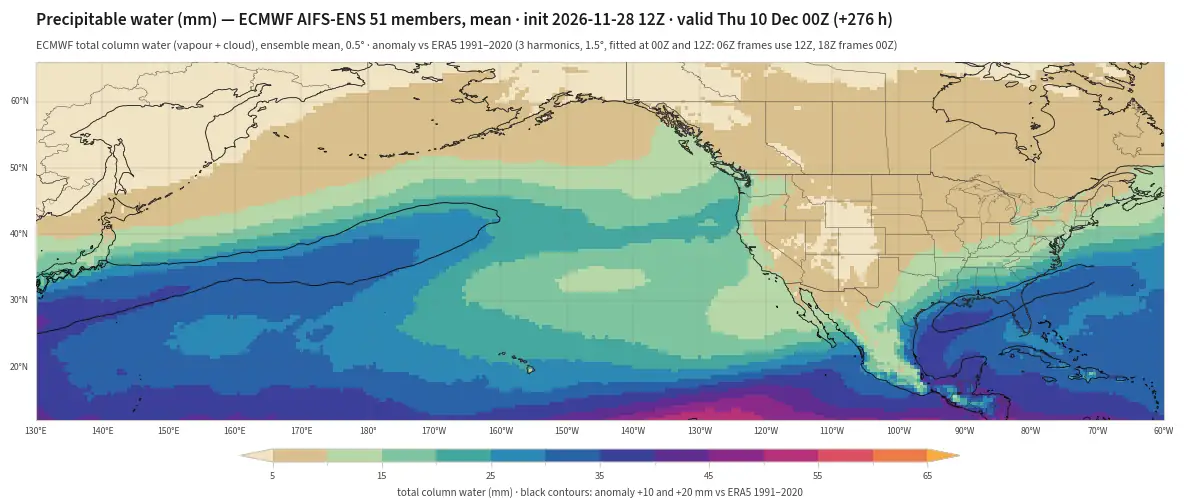 Precipitable water (mm) — ECMWF AIFS-ENS 51 members, mean · init 2026-11-28 12Z · valid Thu 10 Dec 00Z (+276 h)
ECMWF total column water (vapour + cloud), ensemble mean, 0.5° · anomaly vs ERA5 1991–2020 (3 harmonics, 1.5°, fitted at 00Z and 12Z: 06Z frames use 12Z, 18Z frames 00Z)
60°N
50°N
40°N
30°N
20°N
130°E 140°E 150°E 160°E 170°E 180° 170°W 160°W 150°W 140°W 130°W 120°W 110°W 100°W 90°W 80°W 70°W 60°W
5 15 25 35 45 55 65
total column water (mm) · black contours: anomaly +10 and +20 mm vs ERA5 1991–2020